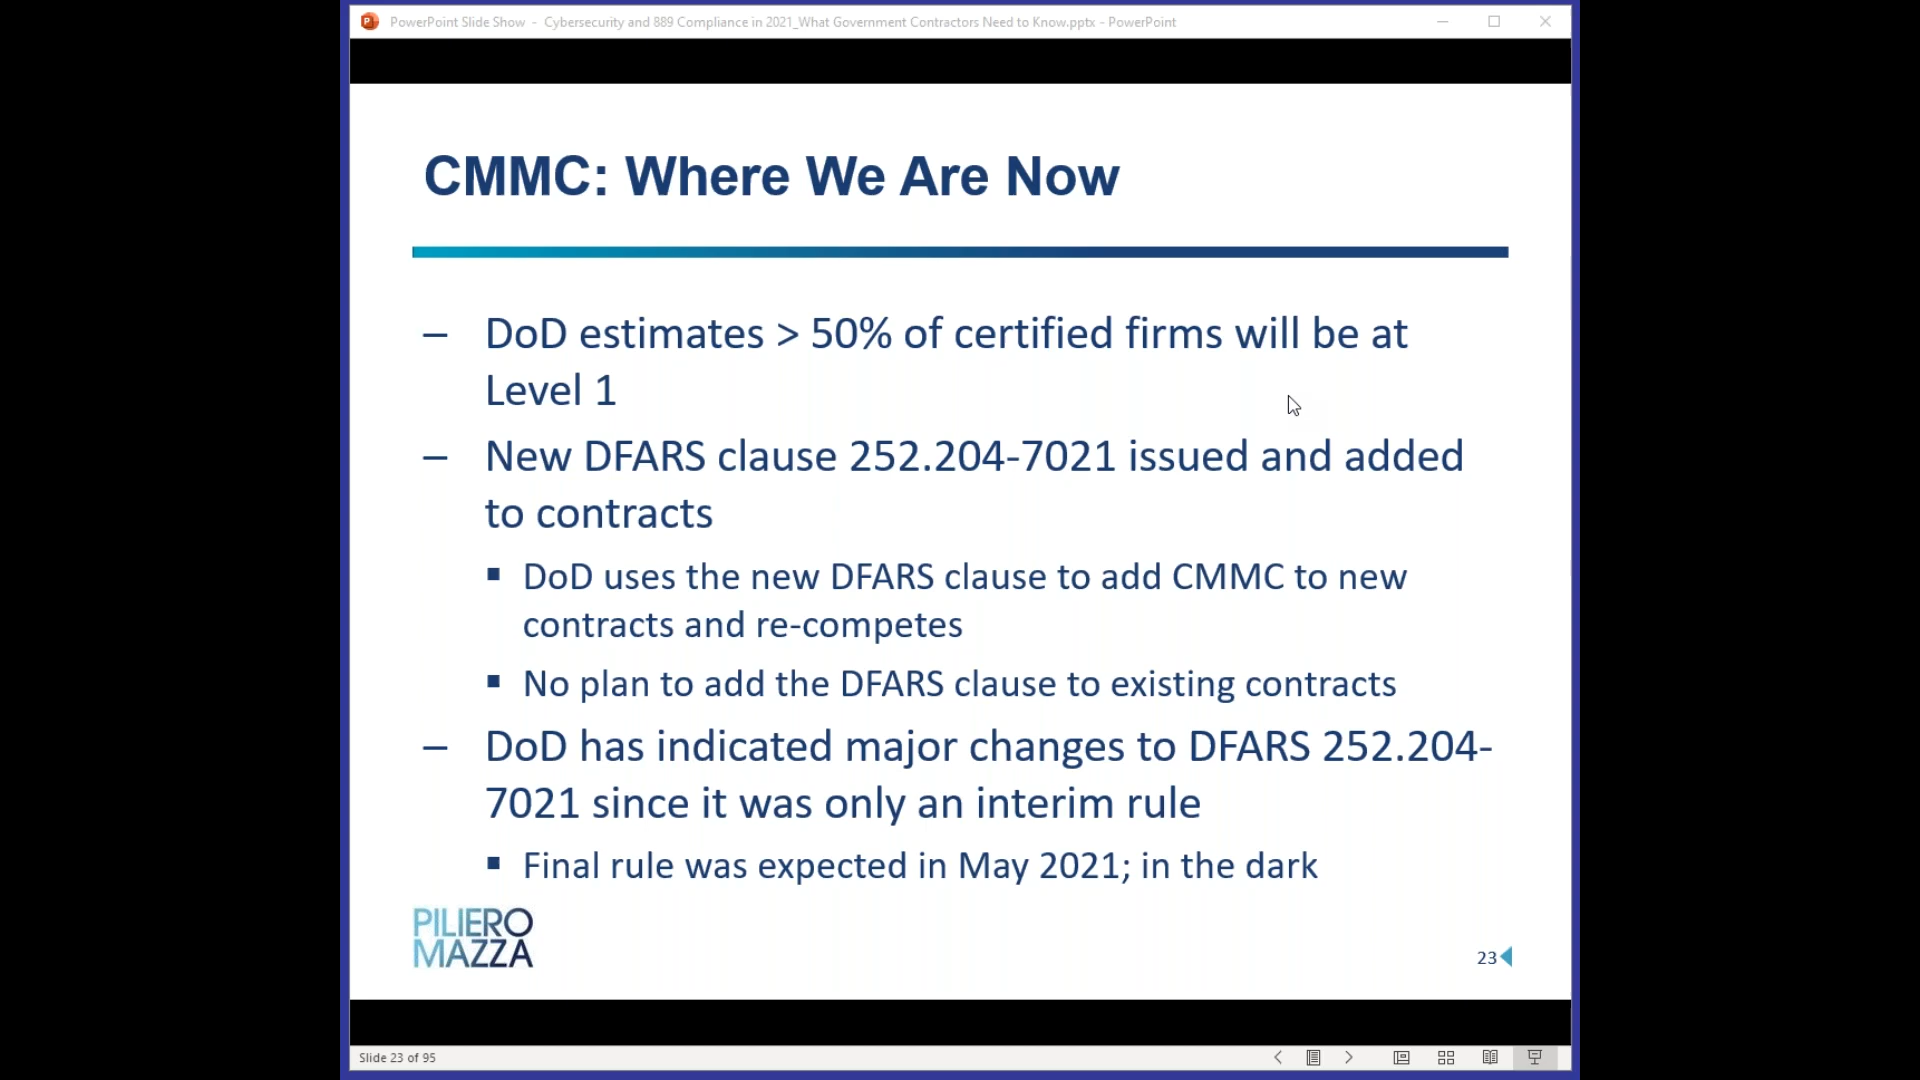 PowerPoint Slide Show - Cybersecurity and 889 Compliance in 2021_What Government Contractors Need to Know.pptx - PowerPoint
CMMC: Where We Are Now
– DoD estimates > 50% of certified firms will be at
Level 1
– New DFARS clause 252.204-7021 issued and added
to contracts
▪ DoD uses the new DFARS clause to add CMMC to new
contracts and re-competes
▪ No plan to add the DFARS clause to existing contracts
– DoD has indicated major changes to DFARS 252.204-
7021 since it was only an interim rule
▪ Final rule was expected in May 2021; in the dark
PILIERO
MAZZA
23
Slide 23 of 95